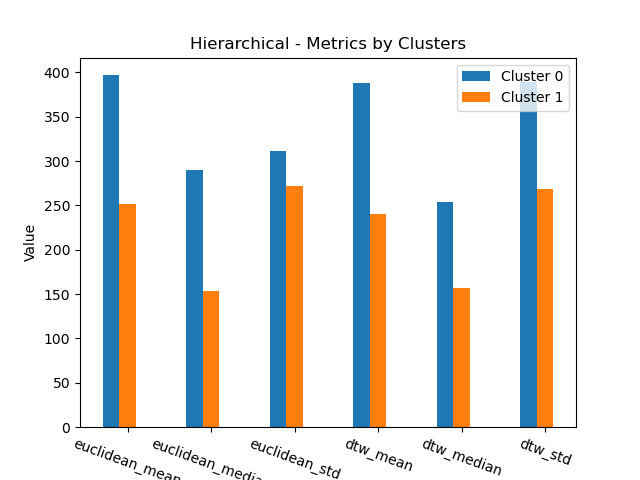 Hierarchical - Metrics by Clusters
Cluster 0
Cluster 1
Value
400
350
300
250
200
150
100
50
0
euclidean_mean
euclidean_media
euclidean_std
dtw_mean
dtw_median
dtw_std